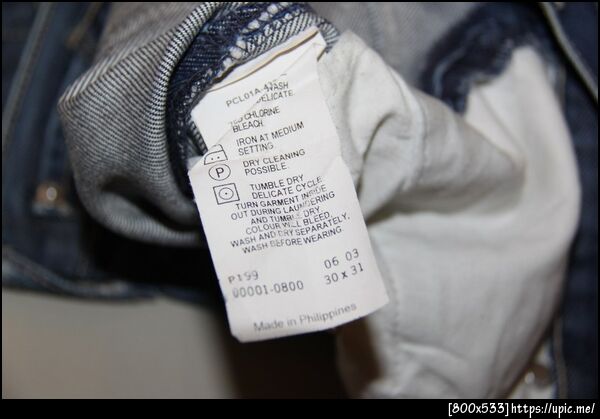 PCL01A WASH
DELICATE
NO CHLORINE
BLEACH
IRON AT MEDIUM
SETTING
P
DRY CLEANING
POSSIBLE.
TUMBLE DRY
DELICATE CYCLE
TURN GARMENT INSIDE
OUT DURING LAUNDERING
AND TUMBLE DRY
COLOUR WILL BLEED.
WASH AND DRY SEPARATELY.
WASH BEFORE WEARING
P199 06 03
00001-0800 30 x 31
Made in Philippines
[800x533]https://upic.me/